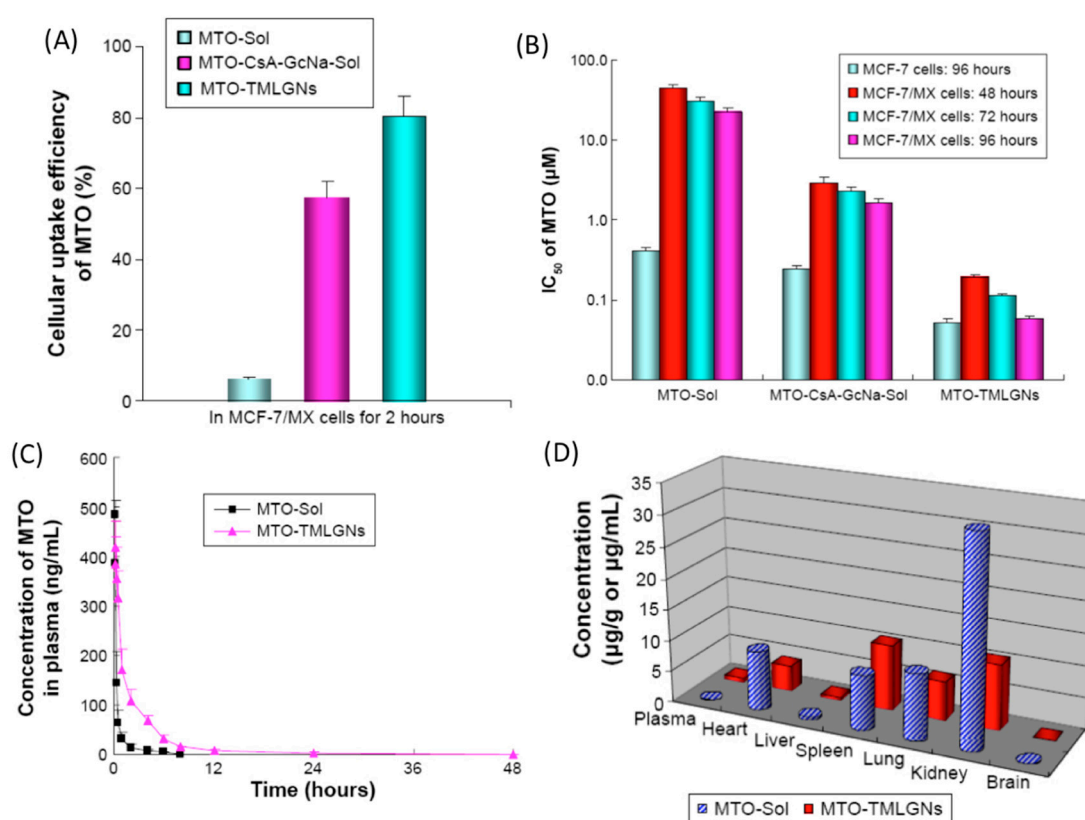 (A)
MTO-Sol
MTO-CsA-GcNa-Sol
MTO-TMLGNs
Cellular uptake efficiency
of MTO (%)
100
80
60
40
20
0
In MCF-7/MX cells for 2 hours
(B)
MCF-7 cells: 96 hours
MCF-7/MX cells: 48 hours
MCF-7/MX cells: 72 hours
MCF-7/MX cells: 96 hours
IC50 of MTO (µM)
100.0
10.0
1.0
0.1
0.0
MTO-Sol
MTO-CsA-GcNa-Sol
MTO-TMLGNs
(C)
MTO-Sol
MTO-TMLGNs
Concentration of MTO
in plasma (ng/mL)
600
500
400
300
200
100
0
0
12
24
36
48
Time (hours)
(D)
Concentration
(µg/g or µg/mL)
35
30
25
20
15
10
5
0
Plasma
Heart
Liver
Spleen
Lung
Kidney
Brain
MTO-Sol
MTO-TMLGNs